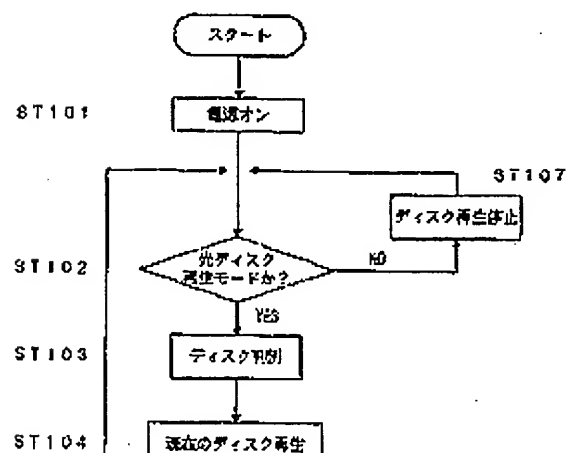 スタート
ST101
電源オン
ST107
ディスク再生停止
ST102
光ディスク
再生モードか?
NO
YES
ST103
ディスク判別
ST104
現在のディスク再生